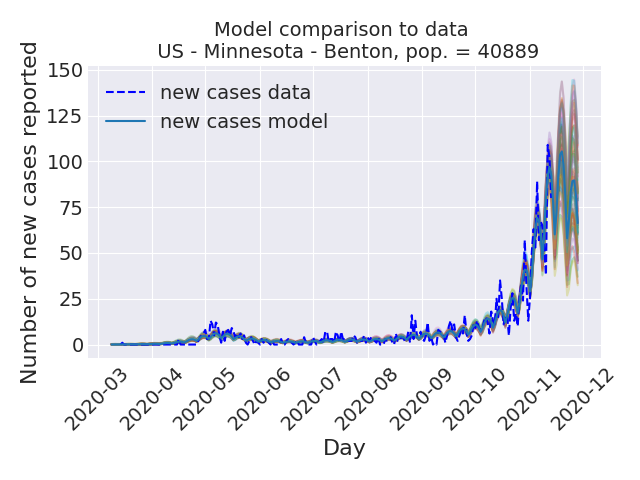 Model comparison to data
US - Minnesota - Benton, pop. = 40889
new cases data
new cases model
Number of new cases reported
150
125
100
75
50
25
0
2020-03
2020-04
2020-05
2020-06
2020-07
2020-08
2020-09
2020-10
2020-11
2020-12
Day